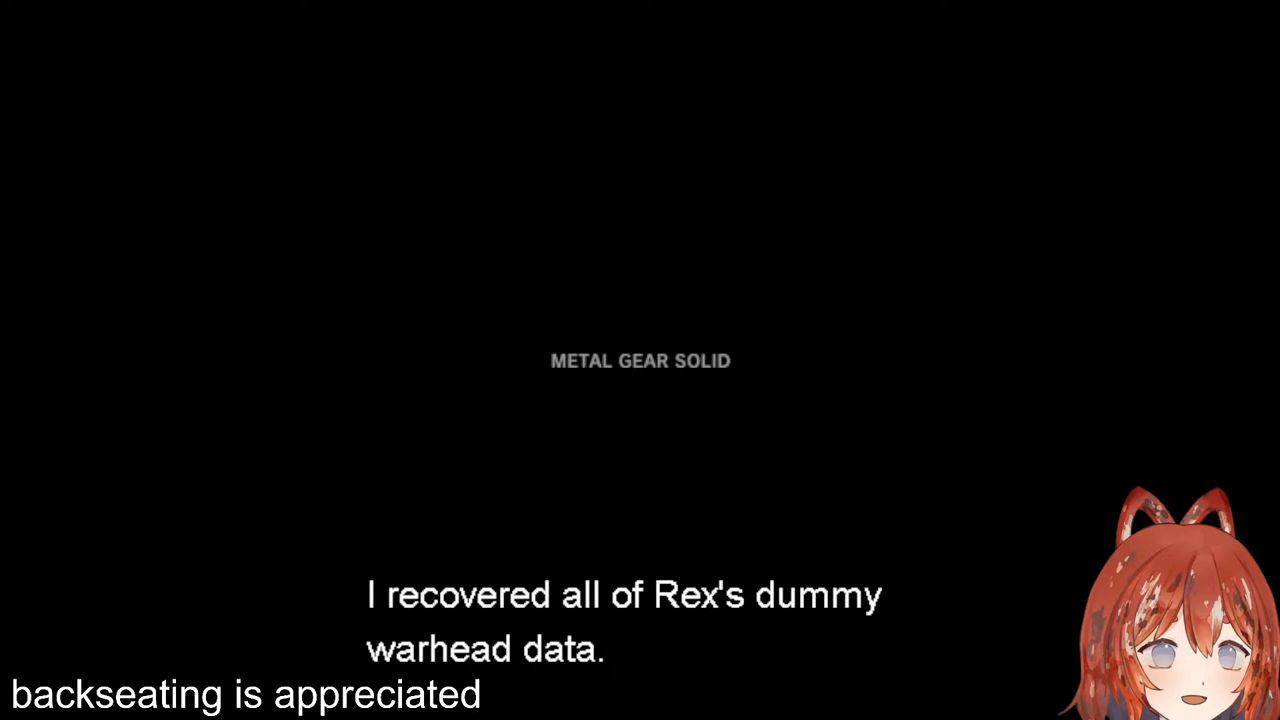 METAL GEAR SOLID
I recovered all of Rex's dummy
warhead data.
backseating is appreciated